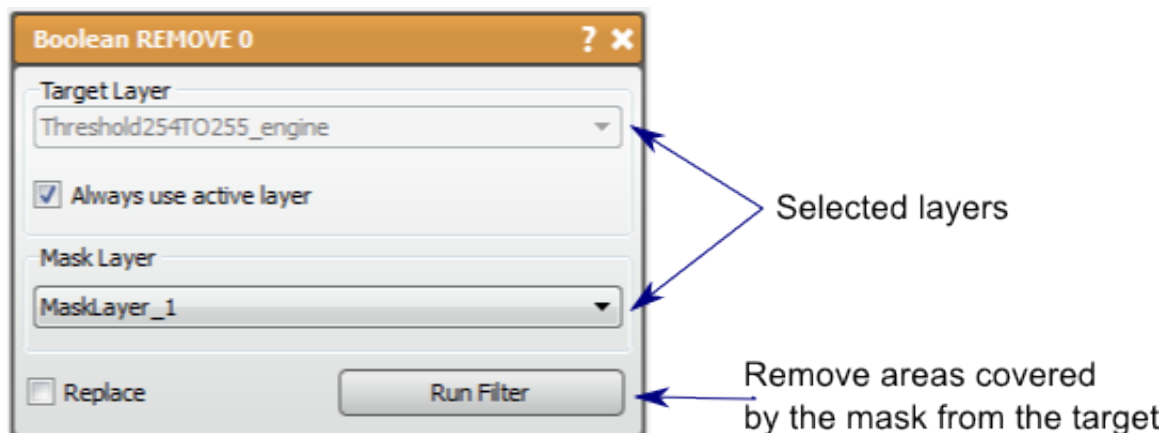 Boolean REMOVE 0 ? ×
Target Layer
Threshold254TO255_engine
Always use active layer
Selected layers
Mask Layer
MaskLayer_1
Replace
Run Filter
Remove areas covered
by the mask from the target